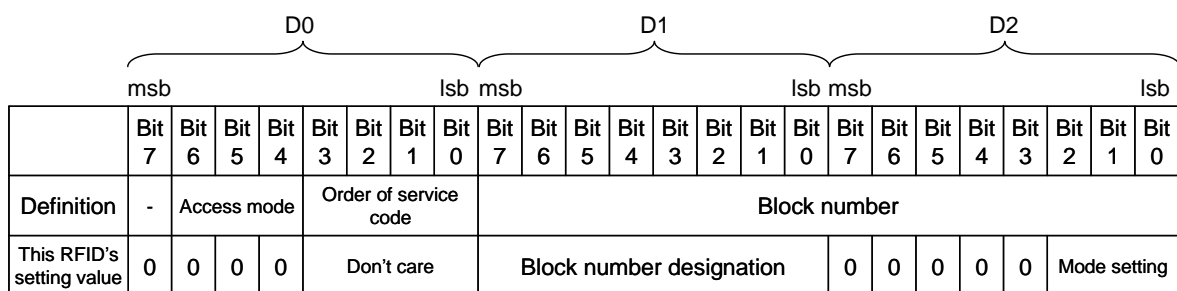 D0 D1 D2
msb lsb msb lsb msb lsb
Bit 7 Bit 6 Bit 5 Bit 4 Bit 3 Bit 2 Bit 1 Bit 0 Bit 7 Bit 6 Bit 5 Bit 4 Bit 3 Bit 2 Bit 1 Bit 0 Bit 7 Bit 6 Bit 5 Bit 4 Bit 3 Bit 2 Bit 1 Bit 0
Definition - Access mode Order of service code Block number
This RFID's setting value 0 0 0 0 Don't care Block number designation 0 0 0 0 0 Mode setting